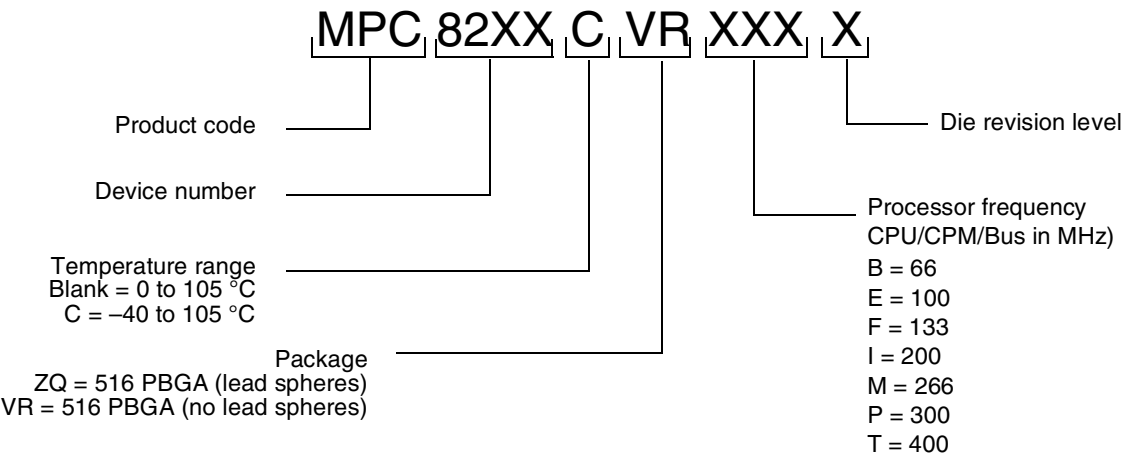 MPC 82XX C VR XXX X
Product code
Die revision level
Device number
Processor frequency
CPU/CPM/Bus in MHz)
B = 66
E = 100
F = 133
I = 200
M = 266
P = 300
T = 400
Temperature range
Blank = 0 to 105 °C
C = –40 to 105 °C
Package
ZQ = 516 PBGA (lead spheres)
VR = 516 PBGA (no lead spheres)